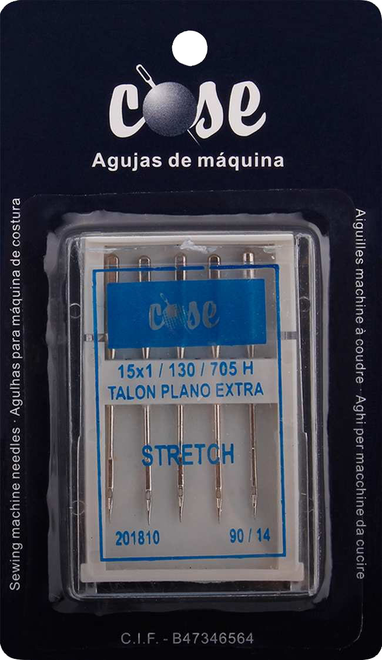 cose
Agujas de máquina
Sewing machine needles · Agulhas para máquina de costura
Aiguilles machine à coudre · Aghi per macchine da cucire
cose
15x1 / 130 / 705 H
TALON PLANO EXTRA
STRETCH
201810 90 / 14
C.I.F. - B47346564